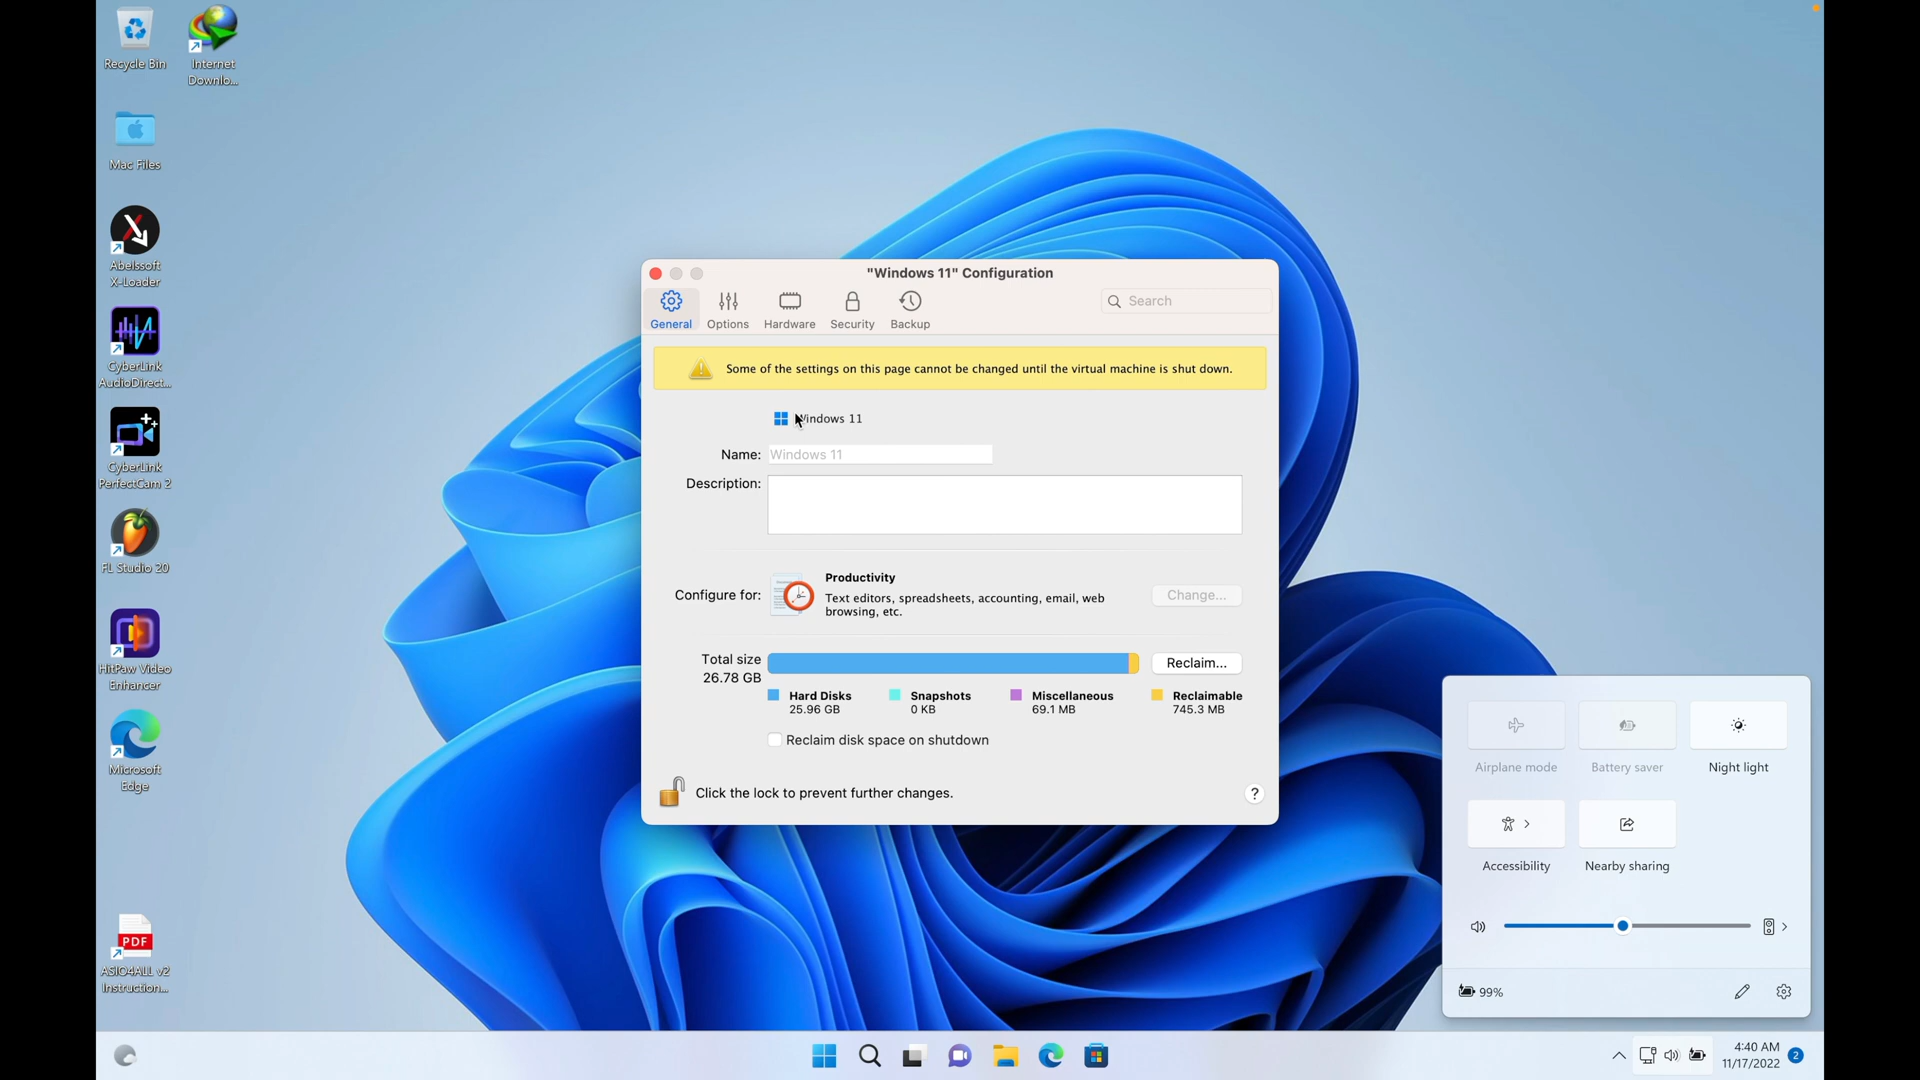 Recycle Bin
Internet
Downlo...
Mac Files
Abelssoft
X-Loader
CyberLink
AudioDirect...
CyberLink
PerfectCam 2
FL Studio 20
HitPaw Video
Enhancer
Microsoft
Edge
PDF
ASIO4ALL v2
Instruction...
"Windows 11" Configuration
General
Options
Hardware
Security
Backup
Search
Some of the settings on this page cannot be changed until the virtual machine is shut down.
Windows 11
Name: Windows 11
Description:
Configure for:
Productivity
Text editors, spreadsheets, accounting, email, web
browsing, etc.
Change...
Total size
26.78 GB
Reclaim...
Hard Disks
25.96 GB
Snapshots
0 KB
Miscellaneous
69.1 MB
Reclaimable
745.3 MB
Reclaim disk space on shutdown
Click the lock to prevent further changes.
?
Airplane mode
Battery saver
Night light
Accessibility
Nearby sharing
99%
4:40 AM
11/17/2022
2